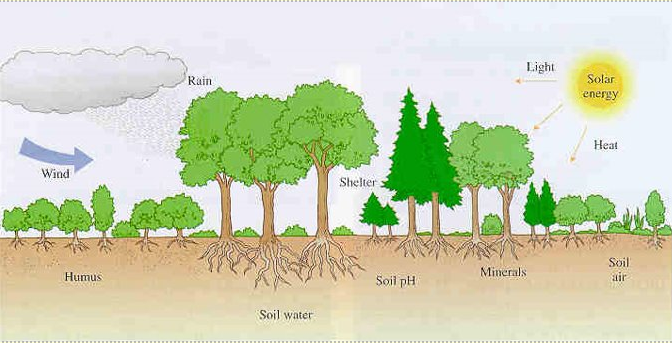 Light
Solar
energy
Rain
Heat
Wind
Shelter
Humus
Soil pH
Minerals
Soil
air
Soil water